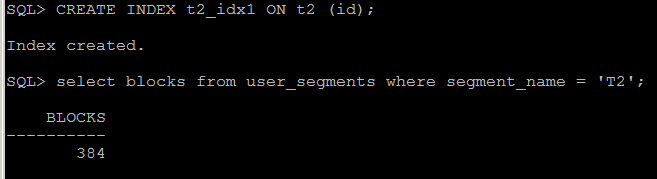 SQL> CREATE INDEX t2_idx1 ON t2 (id);
Index created.
SQL> select blocks from user_segments where segment_name = 'T2';
BLOCKS
----------
384